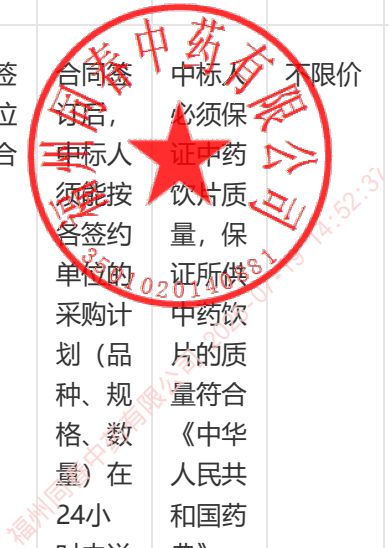 签
位
合
合同签
订后，
中标人
须能按
各签约
单位的
采购计
划（品
种、规
格、数
量）在
24小
中标人
必须保
证中药
饮片质
量，保
证所供
中药饮
片的质
量符合
《中华
人民共
和国药
不限价
福州同春中药有限公司